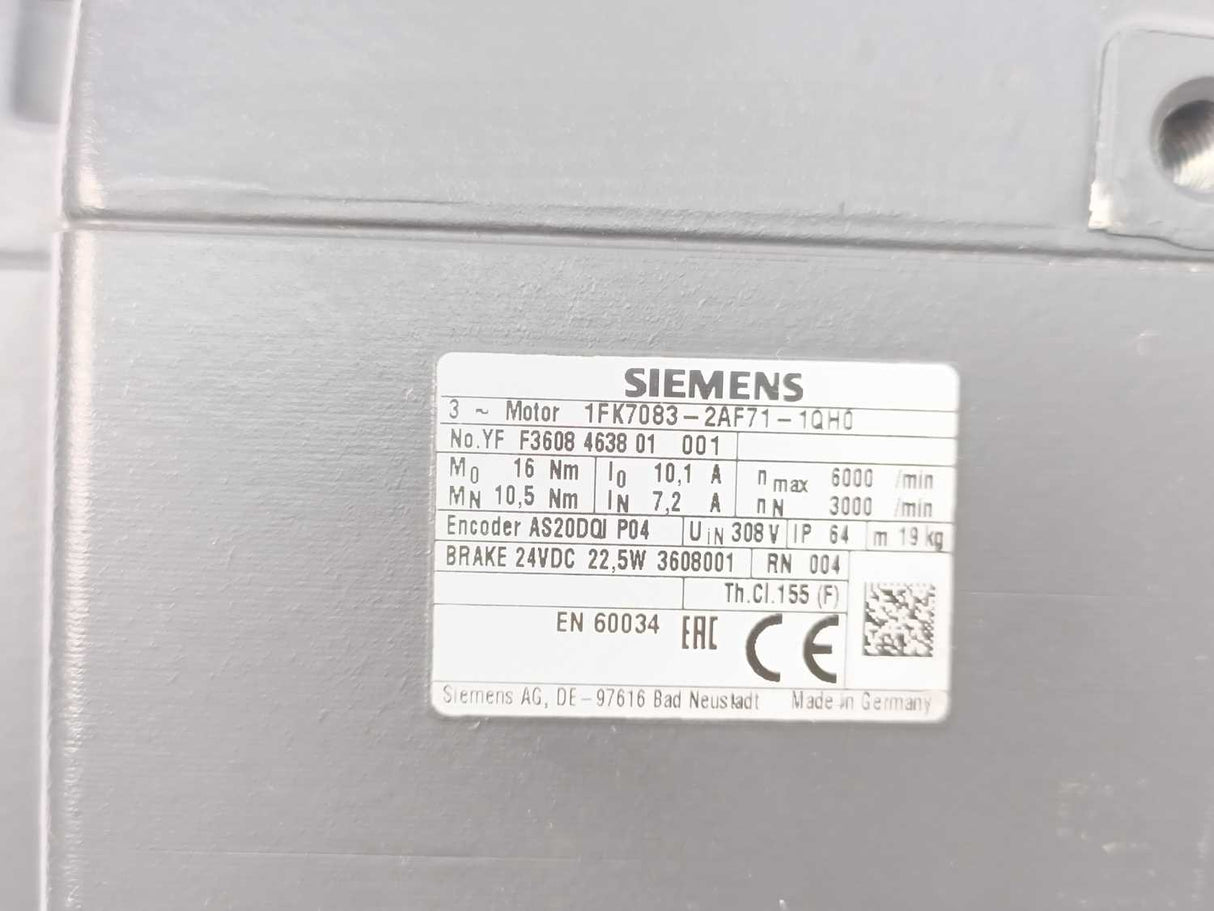 SIEMENS
3 ~ Motor 1FK7083-2AF71-1QH0
No.YF F3608 4638 01 001
M0 16 Nm I0 10,1 A n max 6000 /min
MN 10,5 Nm IN 7,2 A n N 3000 /min
Encoder AS20DQI P04 U iN 308 V IP 64 m 19 kg
BRAKE 24VDC 22,5W 3608001 RN 004
Th.Cl.155 (F)
EN 60034 EAC CE
Siemens AG, DE-97616 Bad Neustadt Made in Germany